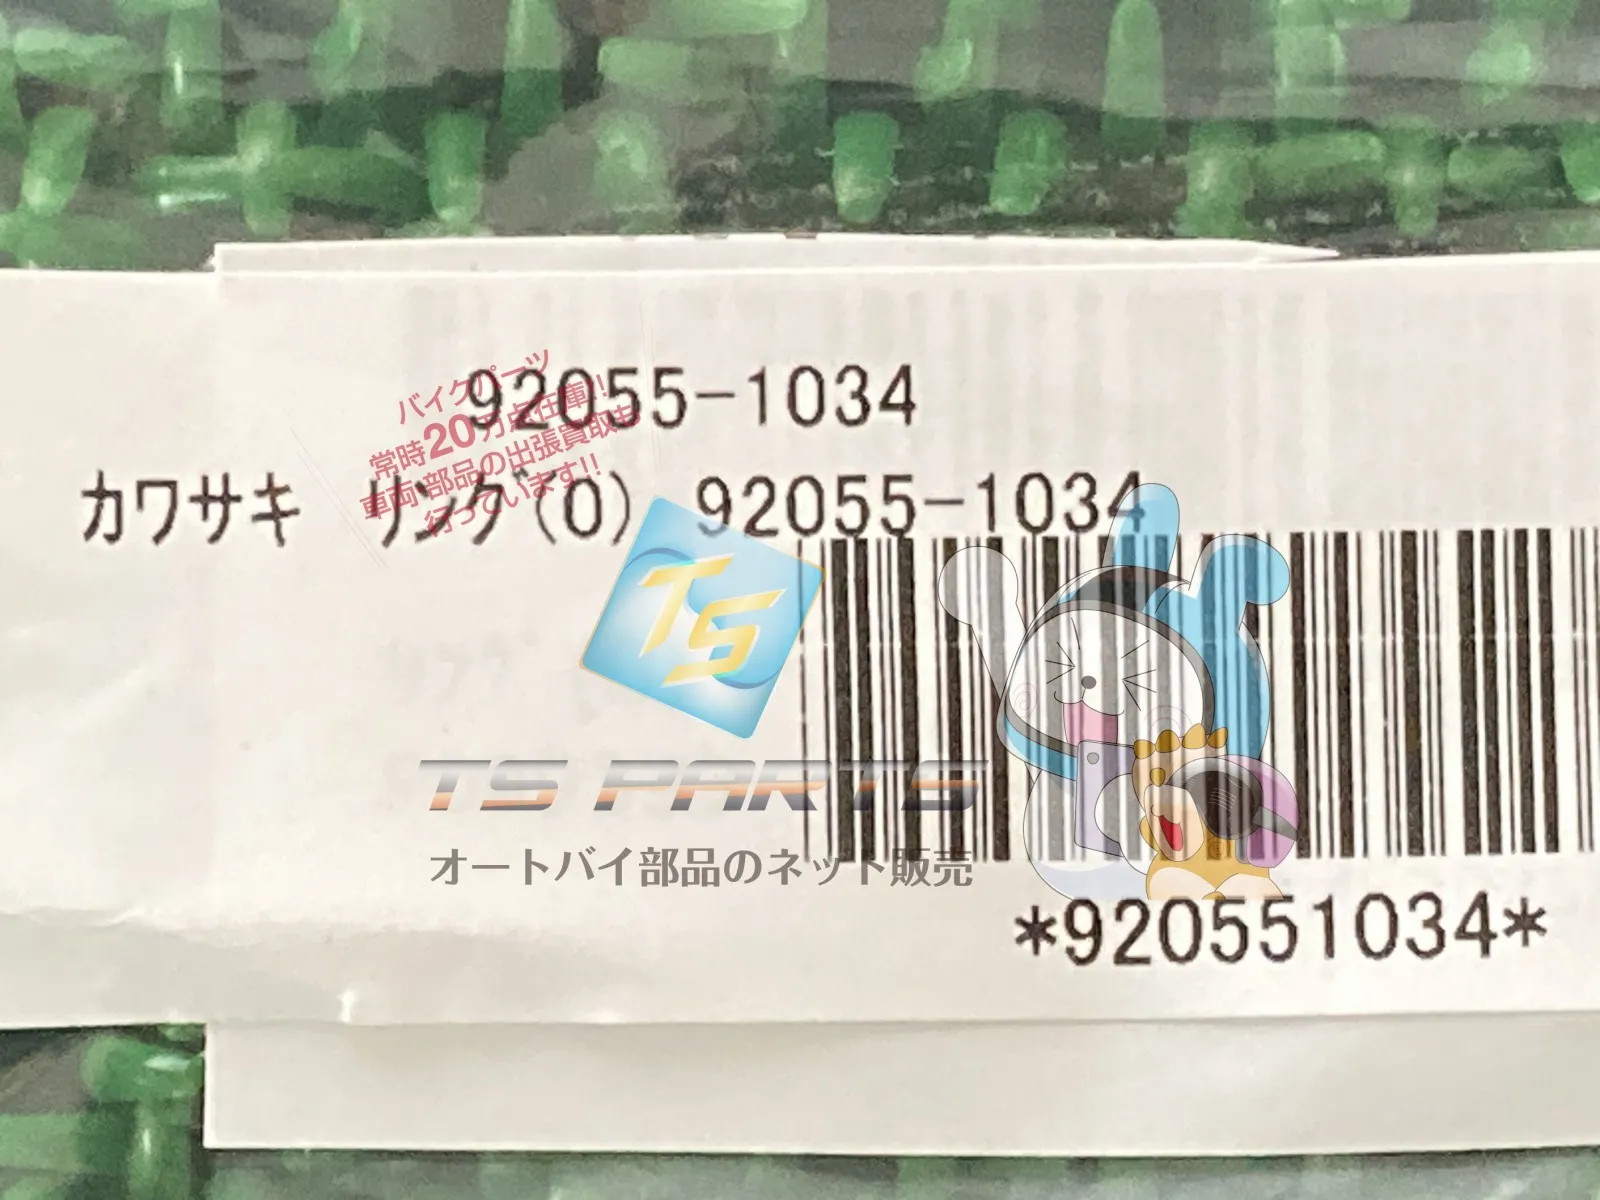 92055-1034
バイクパーツ
常時20万点在庫!!
車両・部品の出張買取も
行っています!!
カワサキ リング(O) 92055-1034
TS
TS PARTS
オートバイ部品のネット販売
*920551034*